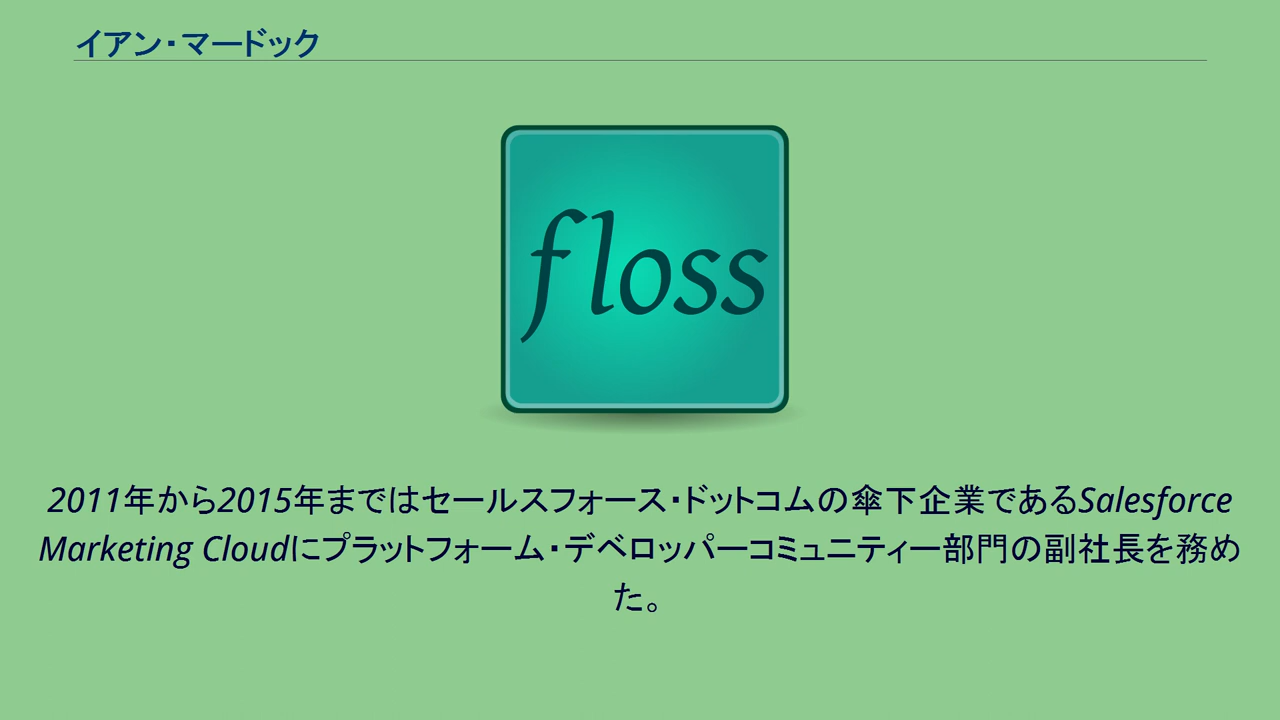 イアン・マードック
floss
2011年から2015年まではセールスフォース・ドットコムの傘下企業であるSalesforce
Marketing Cloudにプラットフォーム・デベロッパーコミュニティー部門の副社長を務め
た。